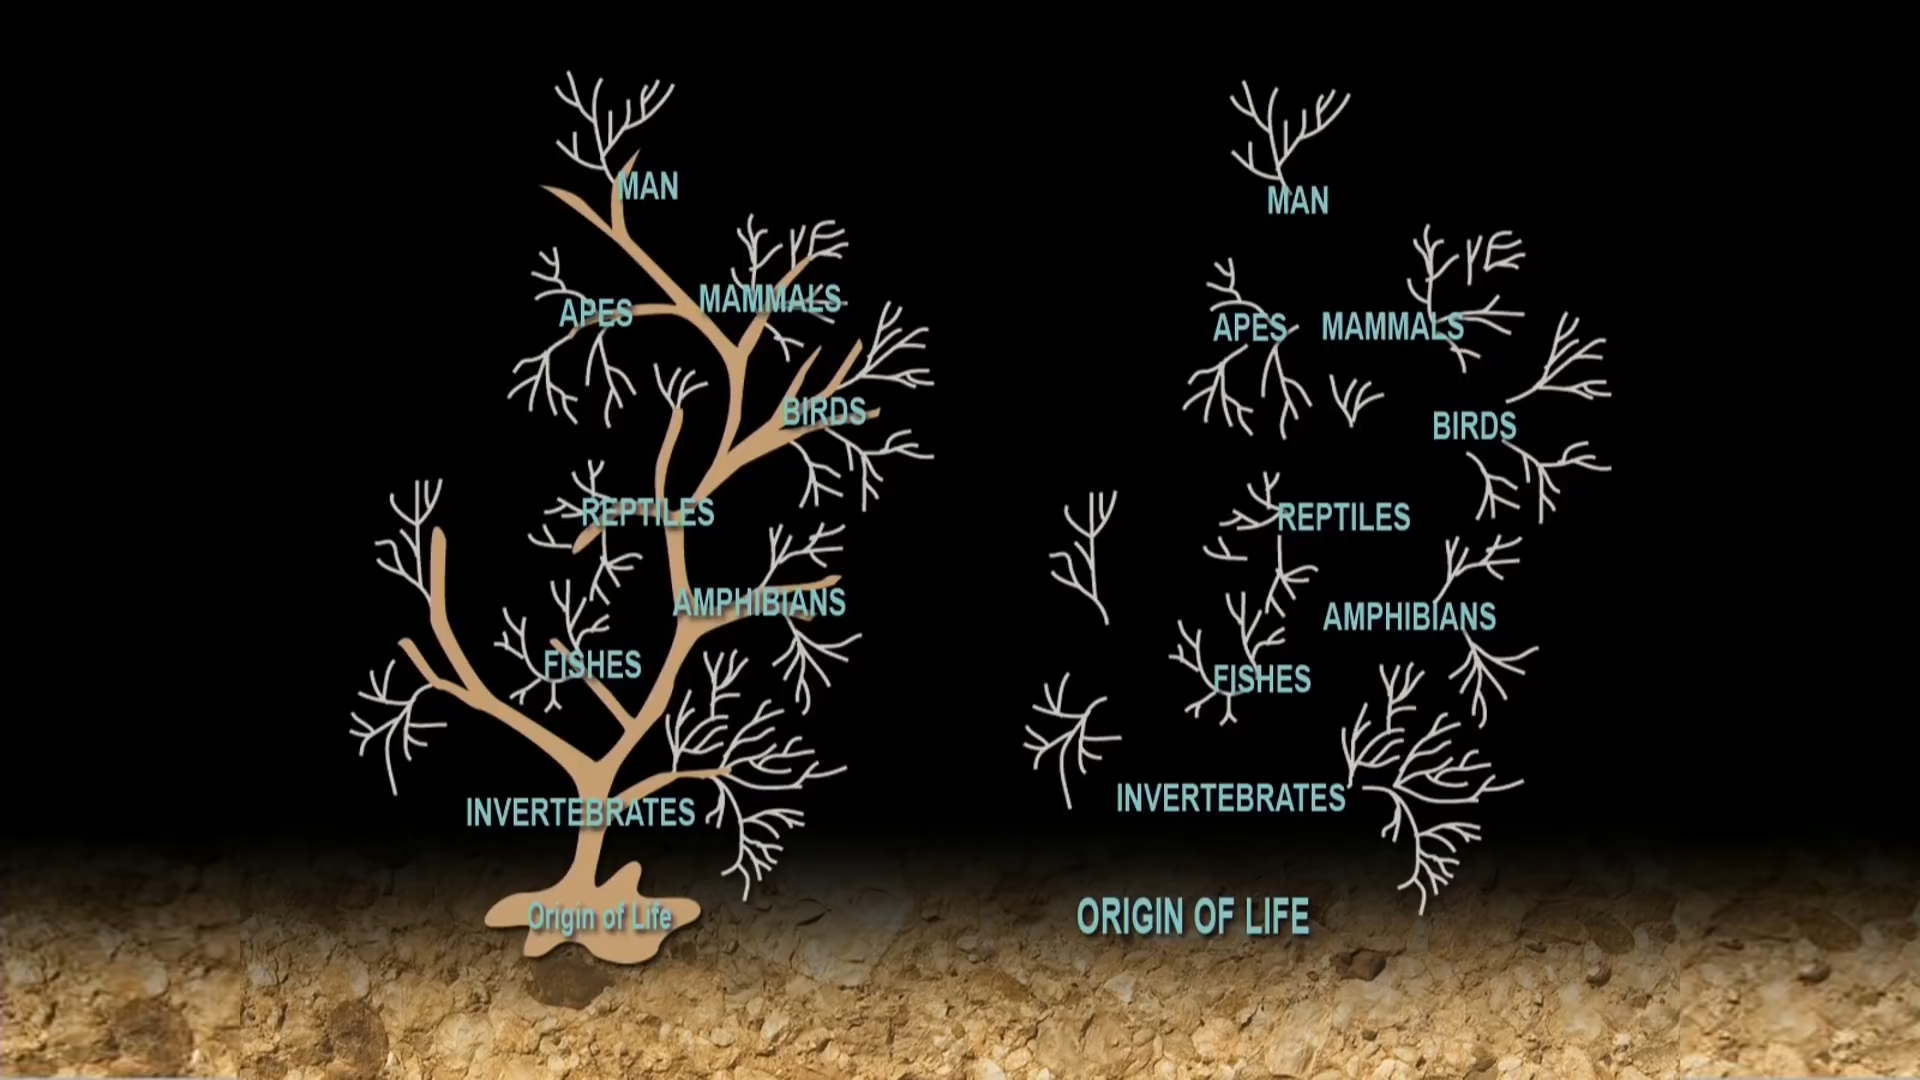 MAN
APES
MAMMALS
BIRDS
REPTILES
AMPHIBIANS
FISHES
INVERTEBRATES
Origin of Life
MAN
APES
MAMMALS
BIRDS
REPTILES
AMPHIBIANS
FISHES
INVERTEBRATES
ORIGIN OF LIFE